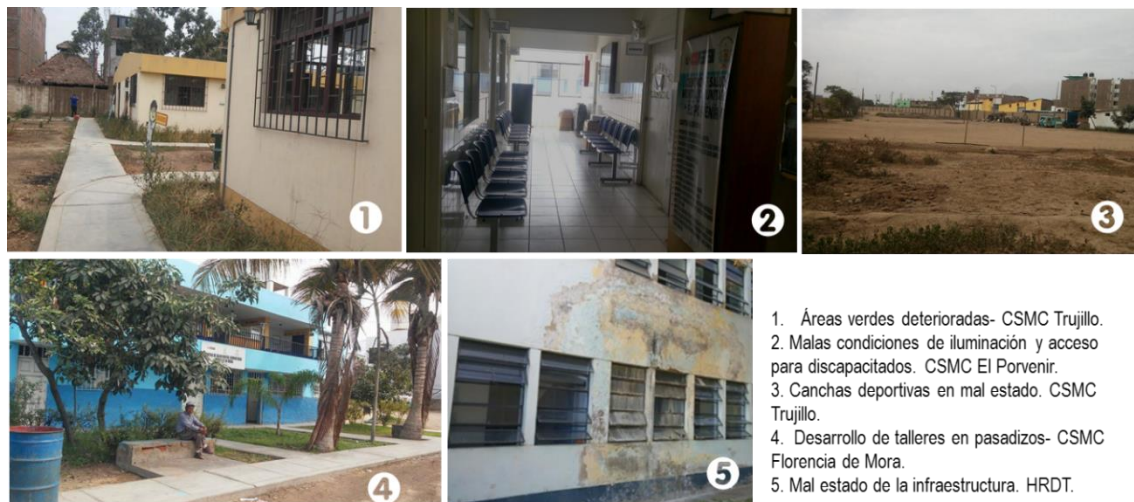 1
2
3
4
5
1. Áreas verdes deterioradas- CSMC Trujillo.
2. Malas condiciones de iluminación y acceso
para discapacitados. CSMC El Porvenir.
3. Canchas deportivas en mal estado. CSMC
Trujillo.
4. Desarrollo de talleres en pasadizos- CSMC
Florencia de Mora.
5. Mal estado de la infraestructura. HRDT.